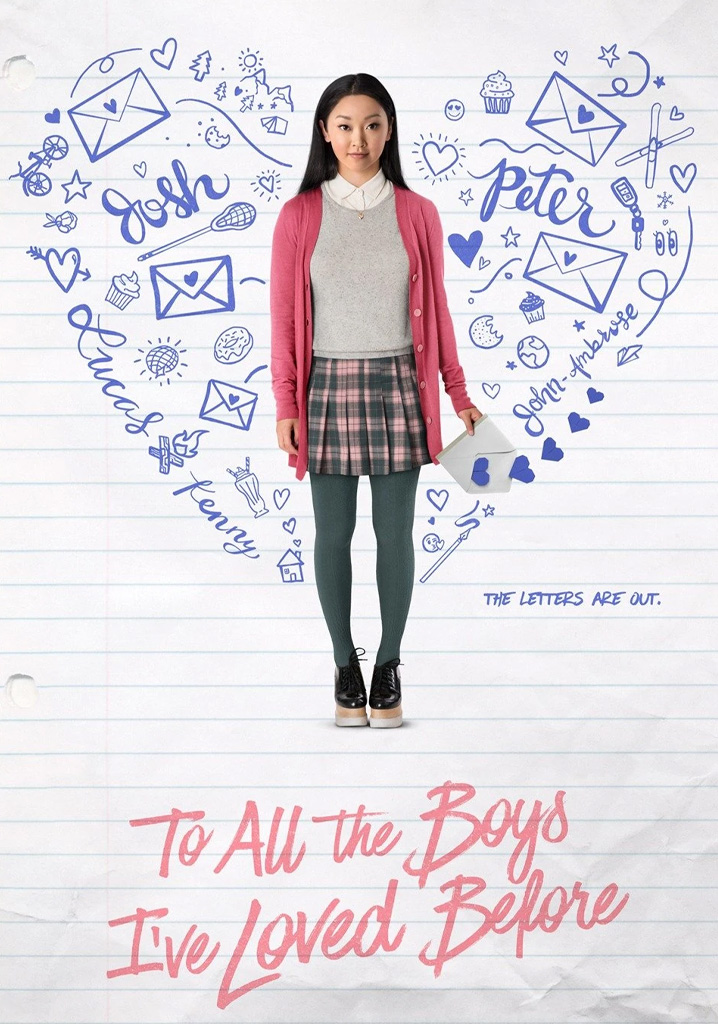 Josh
Peter
Lucas
John-Ambrose
Kenny
THE LETTERS ARE OUT.
To All the Boys
I've Loved Before